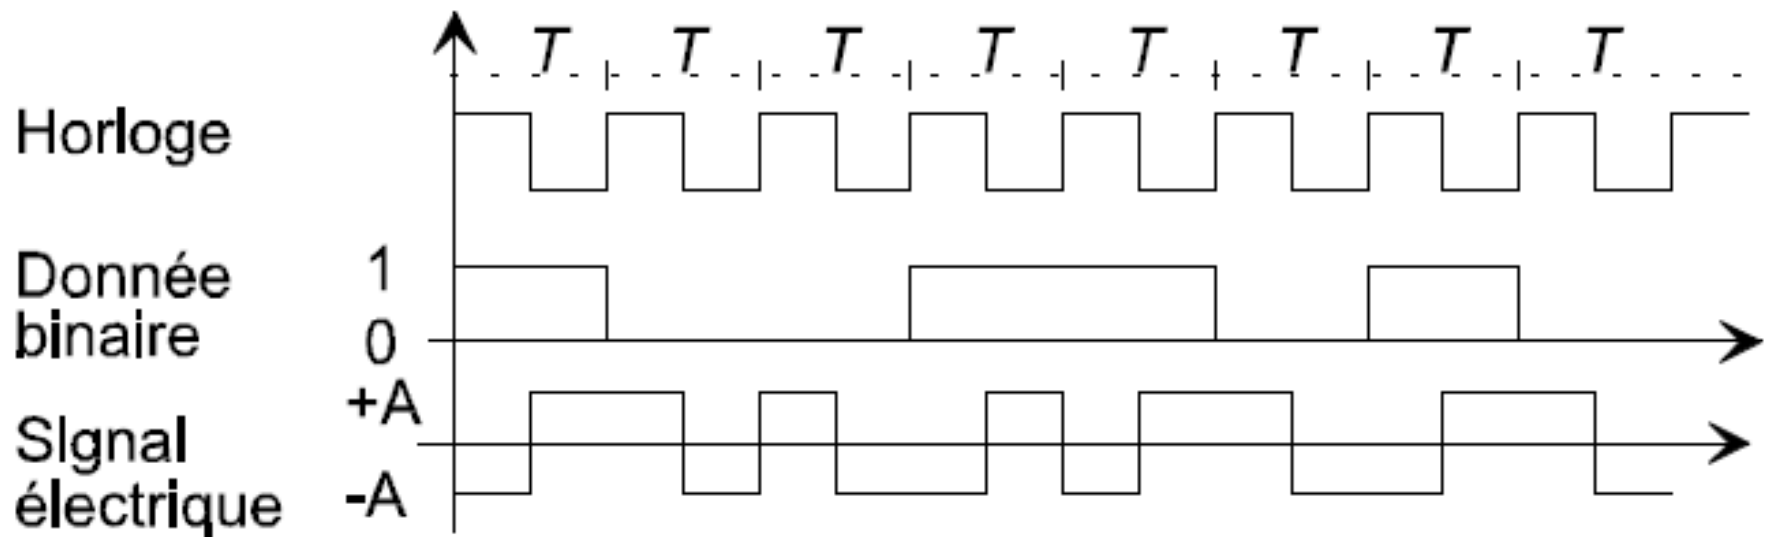 T T T T T T T T
Horloge
Donnée
binaire
1
0
+A
SIgnal
électrique
-A